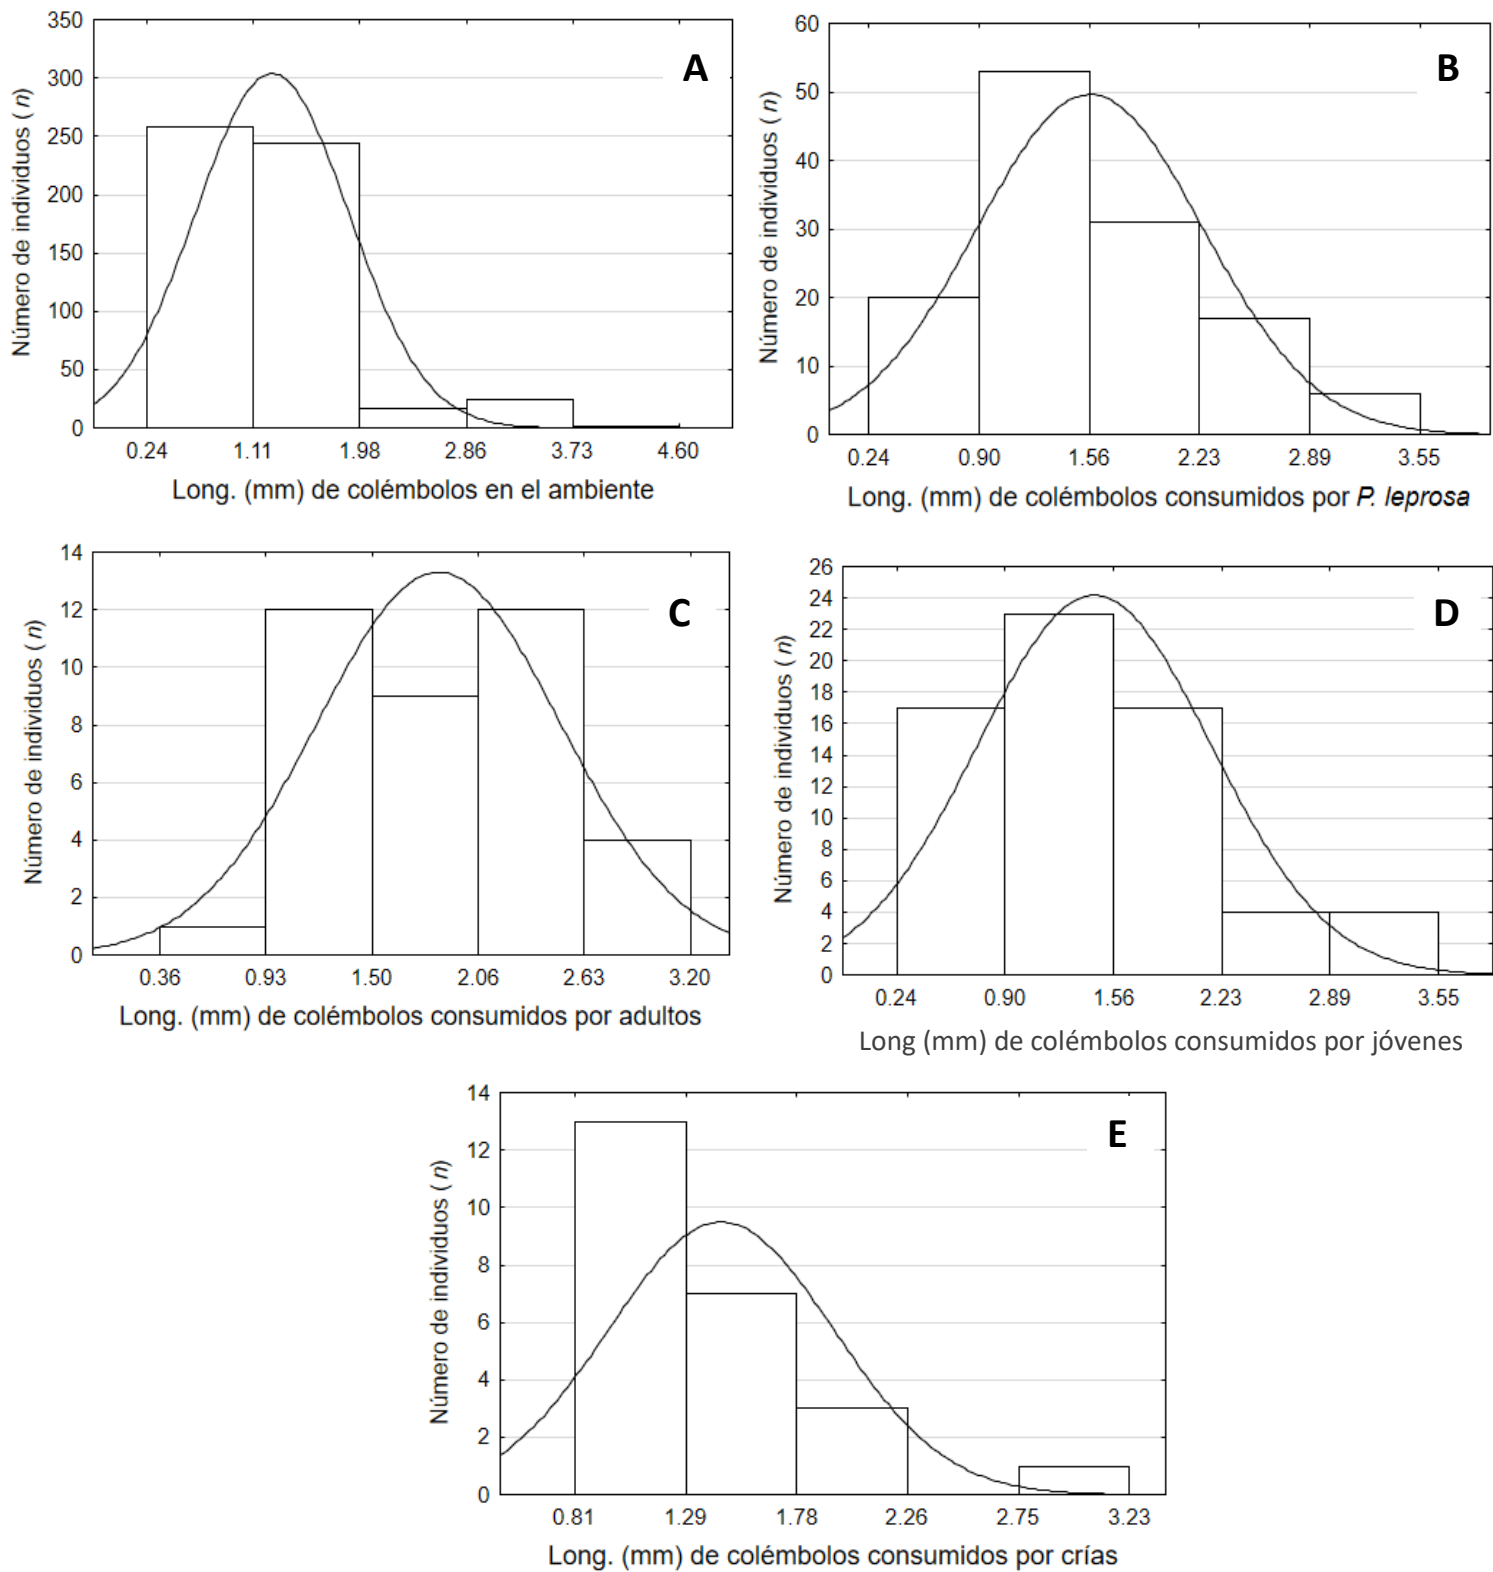 A
Número de individuos (n)
350
300
250
200
150
100
50
0
0.24 1.11 1.98 2.86 3.73 4.60
Long. (mm) de colémbolos en el ambiente
B
Número de individuos (n)
60
50
40
30
20
10
0
0.24 0.90 1.56 2.23 2.89 3.55
Long. (mm) de colémbolos consumidos por P. leprosa
C
Número de individuos (n)
14
12
10
8
6
4
2
0
0.36 0.93 1.50 2.06 2.63 3.20
Long. (mm) de colémbolos consumidos por adultos
D
Número de individuos (n)
26
24
22
20
18
16
14
12
10
8
6
4
2
0
0.24 0.90 1.56 2.23 2.89 3.55
Long (mm) de colémbolos consumidos por jóvenes
E
Número de individuos (n)
14
12
10
8
6
4
2
0
0.81 1.29 1.78 2.26 2.75 3.23
Long. (mm) de colémbolos consumidos por crías